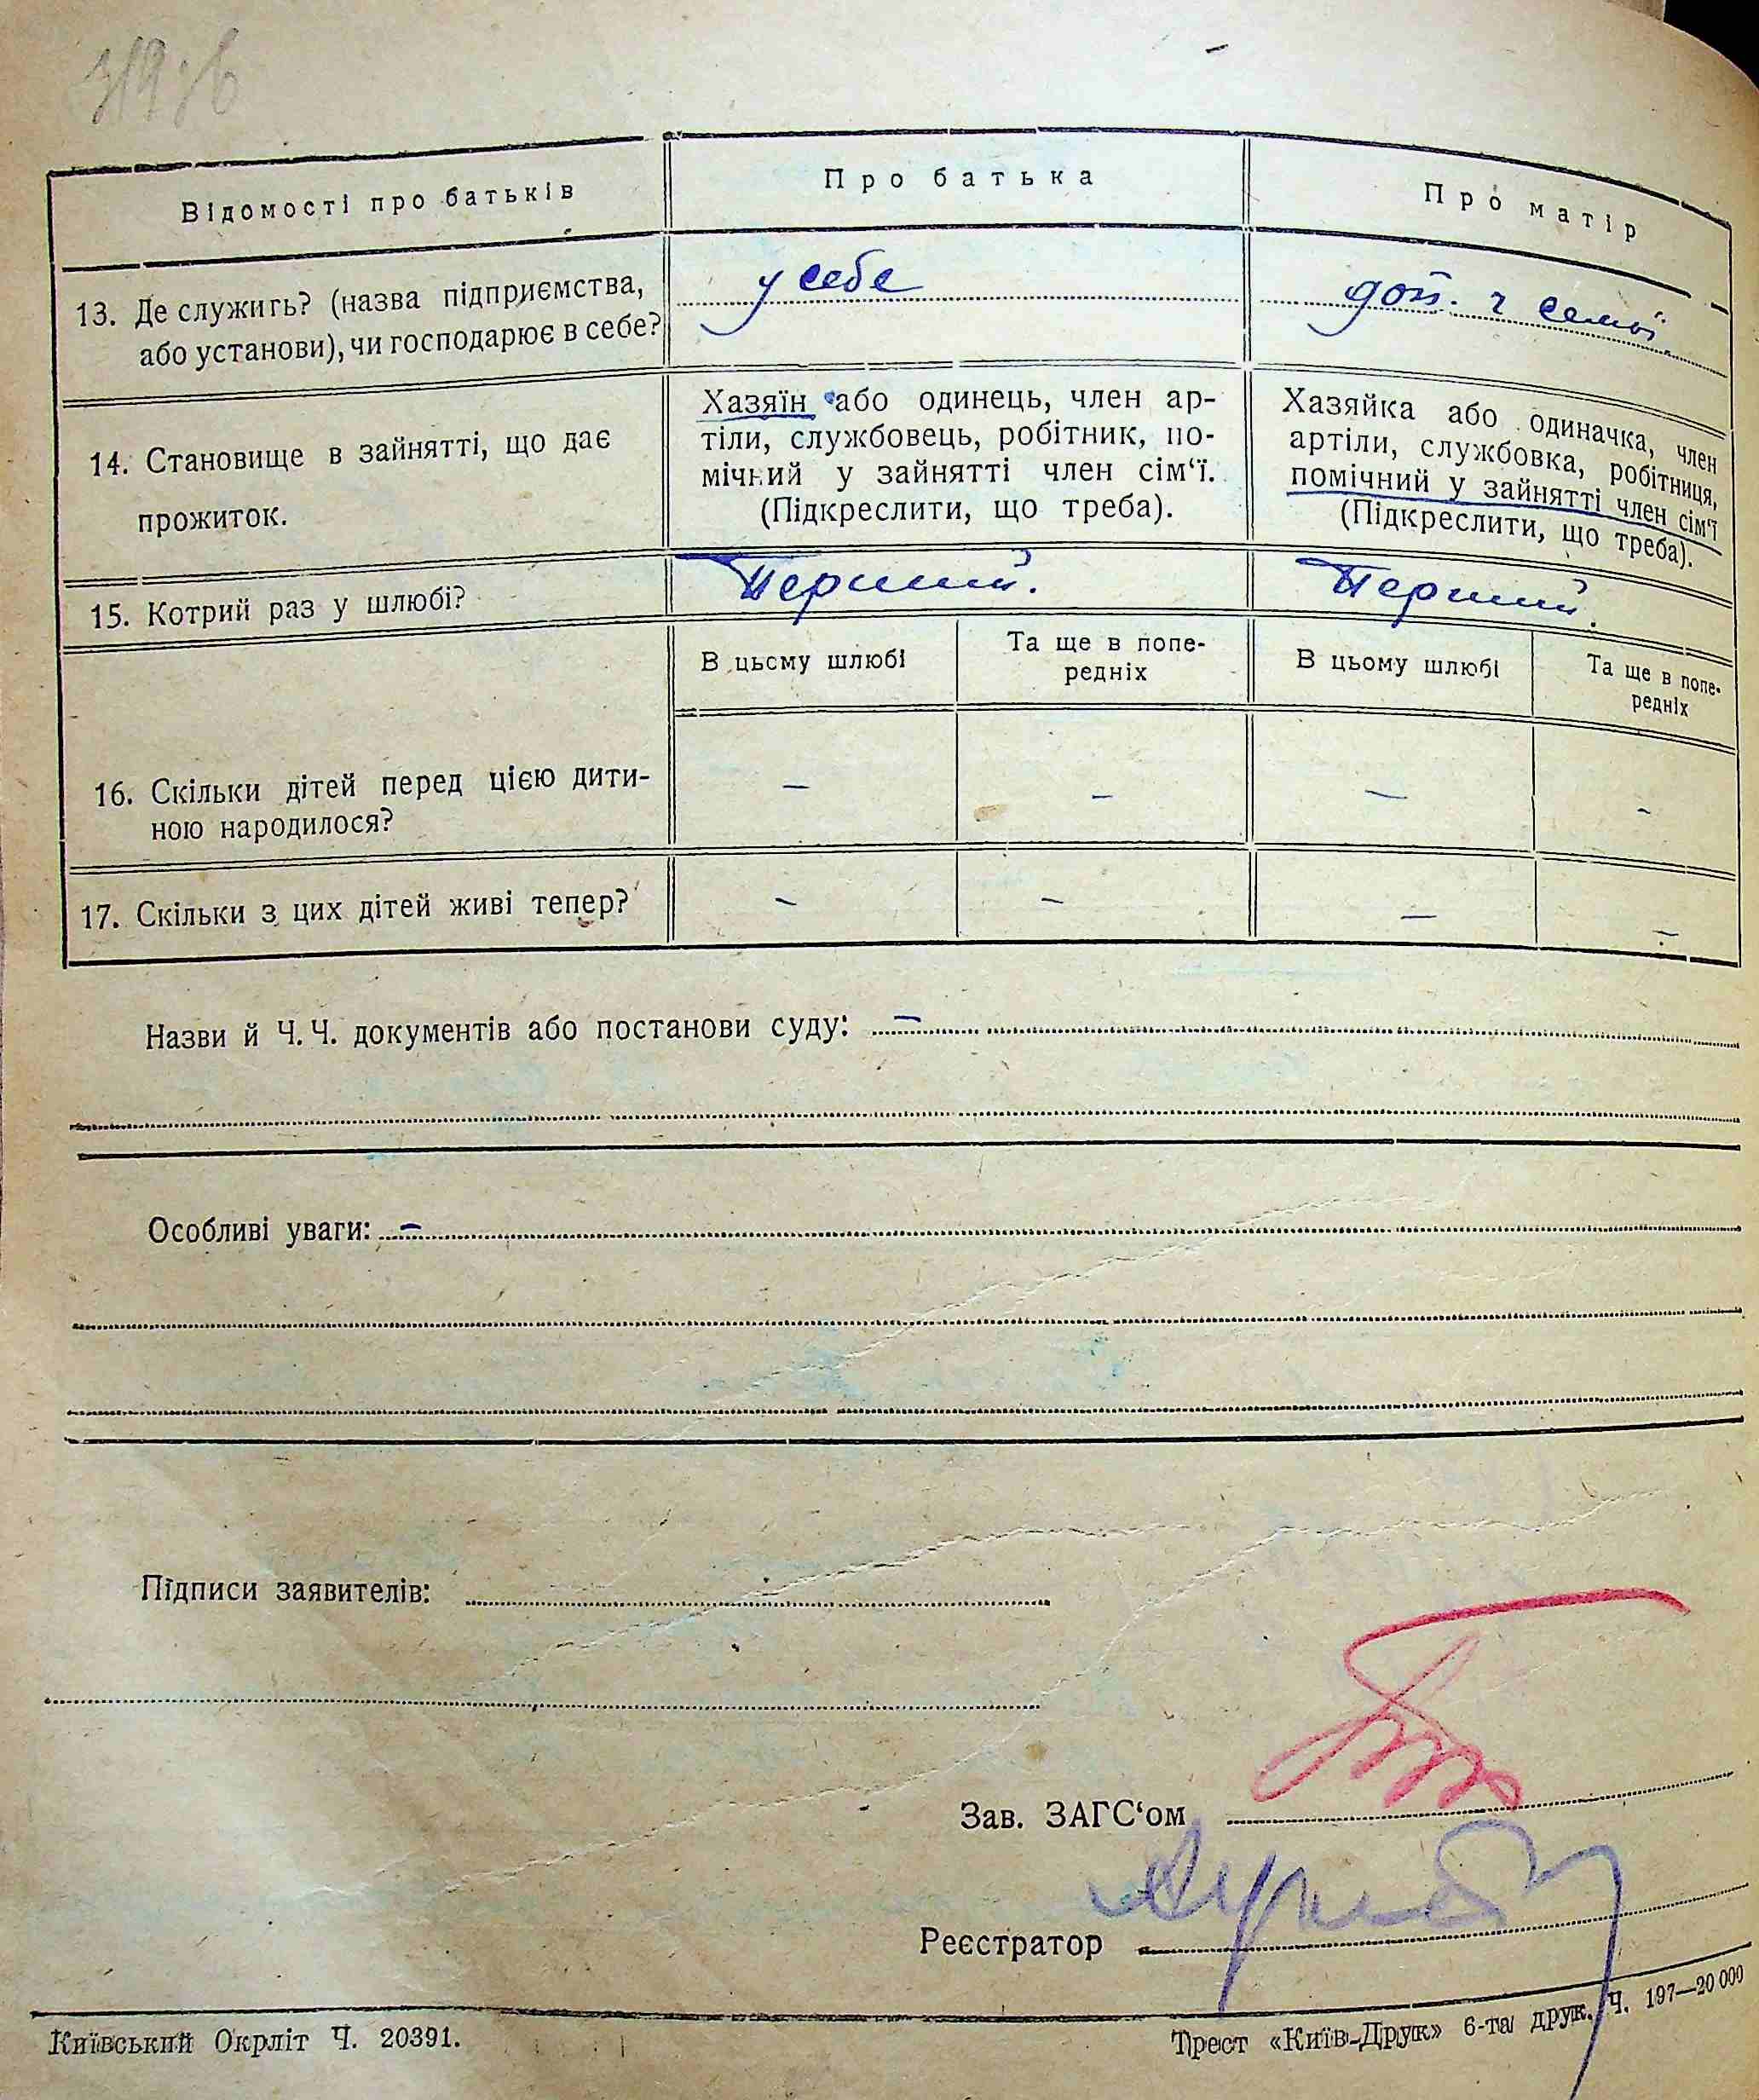 Відомості про батьків
Про батька
Про матір
13. Де служить? (назва підприємства,
або установи), чи господарює в себе?
у себе
доп. ч семьї
14. Становище в зайнятті, що дає
прожиток.
Хазяїн або одинець, член ар-
тіли, службовець, робітник, по-
мічний у зайнятті член сім‘ї.
(Підкреслити, що треба).
Хазяйка або одиначка, член
артіли, службовка, робітниця,
помічний у зайнятті член сім‘ї
(Підкреслити, що треба).
15. Котрий раз у шлюбі?
Перший.
Перший.
В цьому шлюбі
Та ще в попе-
редніх
В цьому шлюбі
Та ще в попе-
редніх
16. Скільки дітей перед цією дити-
ною народилося?
– – – –
17. Скільки з цих дітей живі тепер?
– – – –
Назви й Ч. Ч. документів або постанови суду: –
Особливі уваги: –
Підписи заявителів:
Зав. ЗАГС‘ом
Реєстратор
Київський Окрліт Ч. 20391.
Трест «Київ-Друк» 6-та друк. Ч. 197—20 000